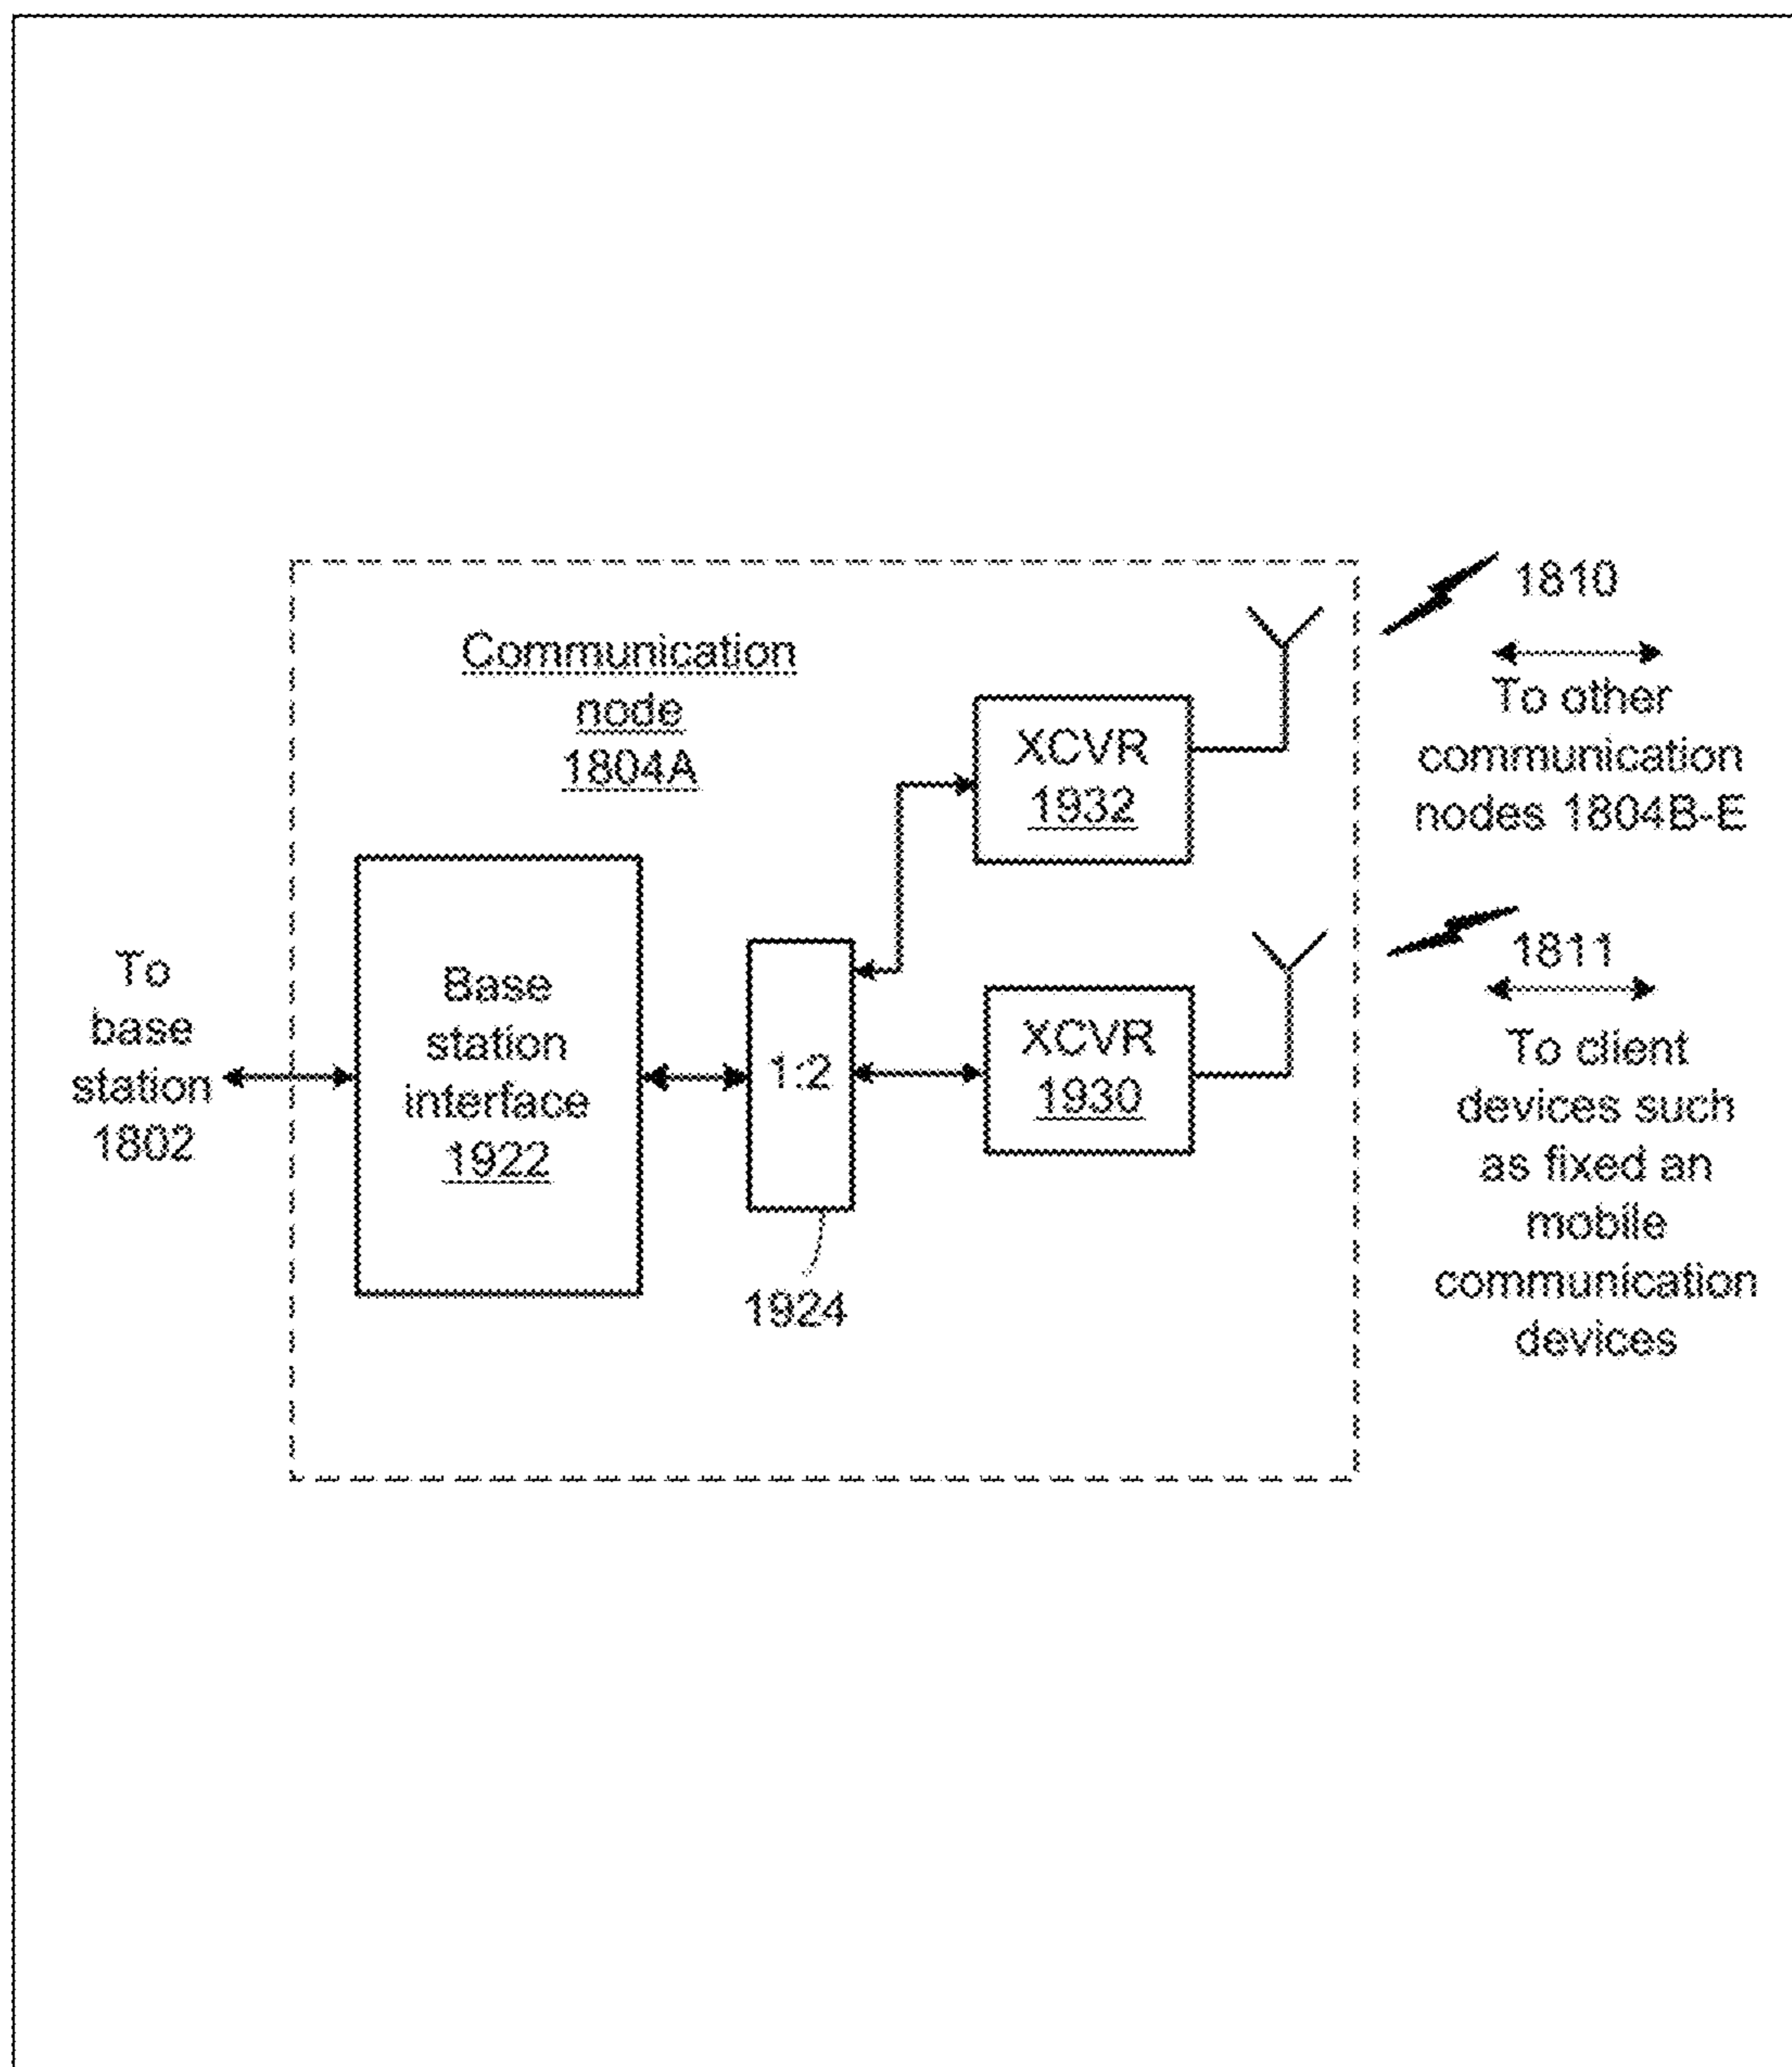 Communication
node
1804A
To
base
station
1802
Base
station
interface
1922
1:2
1924
XCVR
1932
XCVR
1930
1810
To other
communication
nodes 1804B-E
1811
To client
devices such
as fixed an
mobile
communication
devices